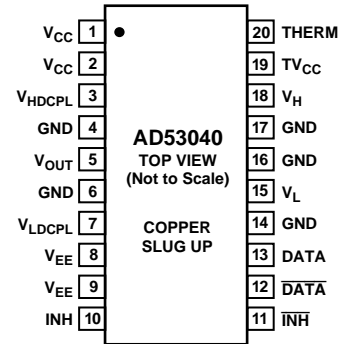 VCC 1 20 THERM
VCC 2 19 TVCC
VHDCPL 3 18 VH
GND 4 17 GND
AD53040
VOUT 5 TOP VIEW 16 GND
(Not to Scale)
GND 6 15 VL
VLDCPL 7 COPPER 14 GND
SLUG UP
VEE 8 13 DATA
VEE 9 12 D̅A̅T̅A̅
INH 10 11 I̅N̅H̅